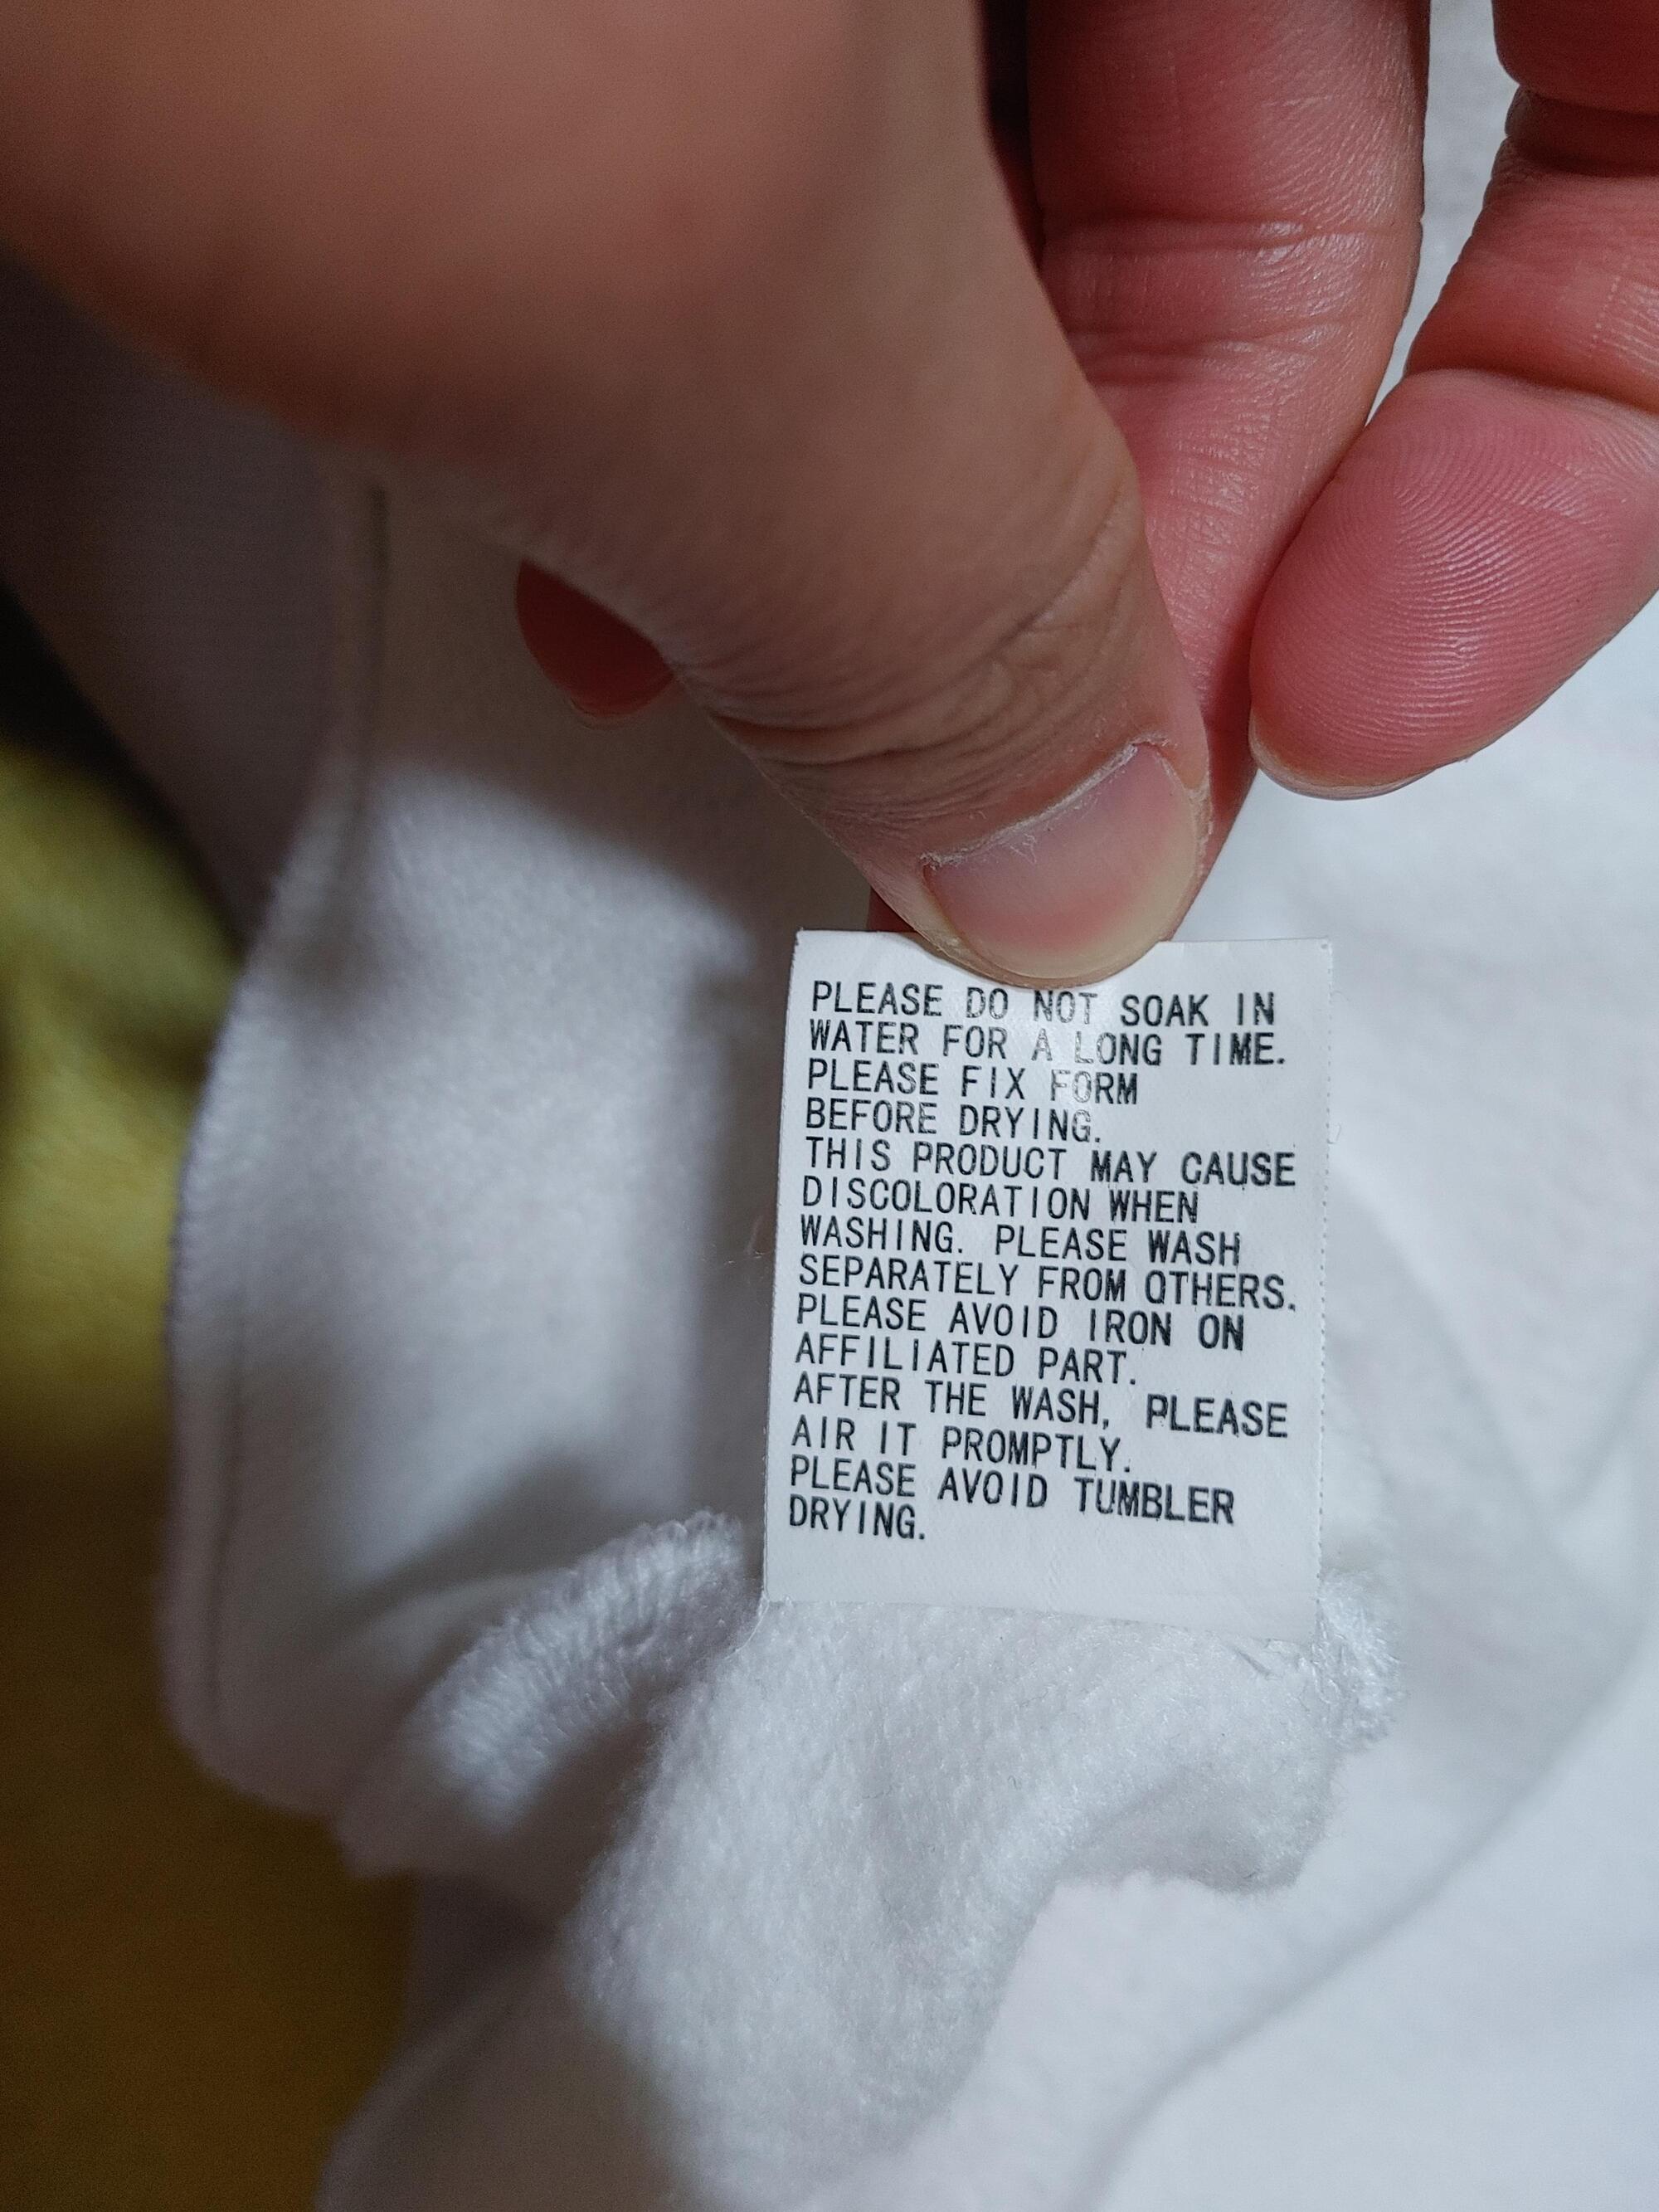 PLEASE DO NOT SOAK IN
WATER FOR A LONG TIME.
PLEASE FIX FORM
BEFORE DRYING.
THIS PRODUCT MAY CAUSE
DISCOLORATION WHEN
WASHING. PLEASE WASH
SEPARATELY FROM OTHERS.
PLEASE AVOID IRON ON
AFFILIATED PART.
AFTER THE WASH, PLEASE
AIR IT PROMPTLY.
PLEASE AVOID TUMBLER
DRYING.